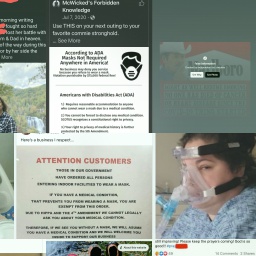 morning writing
fought so hard
lost her battle with
m & Dad in heaven.
of the way during this
or by her side the
More
McWicked's Forbidden
Knowledge
Jul 7, 2020
Use THIS on your next outing to your
favorite commie stronghold.
... See More
According to ADA
Masks Not Required
Anywhere in America!
Americans with Disabilities Act (ADA)
Here's a business i respect...
ATTENTION CUSTOMERS
THOSE IN OUR GOVERNMENT
HAVE ORDERED ALL PERSONS
ENTERING INDOOR FACILITIES TO WEAR A MASK.
IF YOU HAVE A MEDICAL CONDITION,
THAT PREVENTS YOU FROM WEARING A MASK, YOU ARE
EXEMPT FROM THIS ORDER.
DUE TO HIPPA AND THE 4TH AMENDMENT WE CANNOT LEGALLY
ASK YOU ABOUT YOUR MEDICAL CONDITION.
THEREFORE, IF WE SEE YOU WITHOUT A MASK, WE WILL ASSUME
YOU HAVE A MEDICAL CONDITION AND WE WILL WELCOME YOU
INSIDE TO SUPPORT OUR BUSINESS
still improving! Please keep the prayers coming! God is so
good!
12 Comments 2 Shares